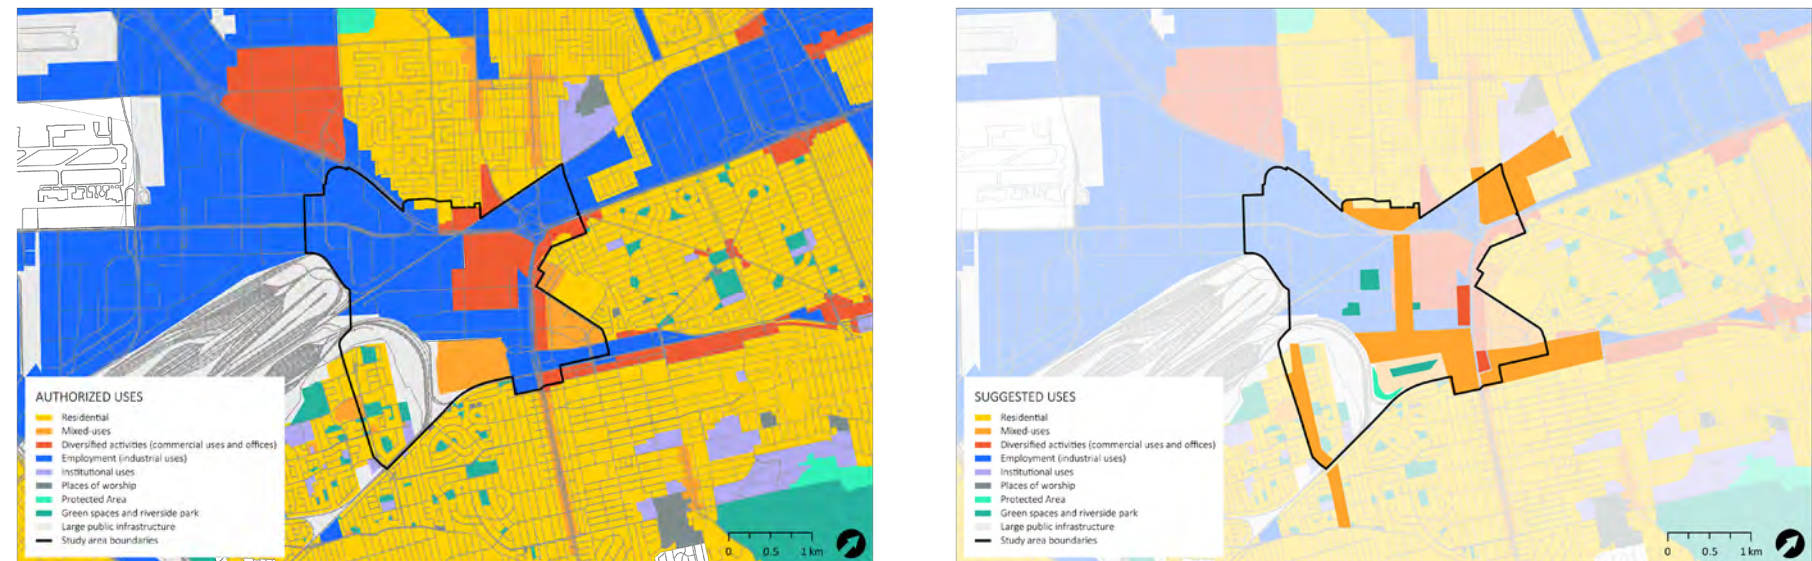 AUTHORIZED USES
Residential
Mixed-uses
Diversified activities (commercial uses and offices)
Employment (industrial uses)
Institutional uses
Places of worship
Protected Area
Green spaces and riverside park
Large public infrastructure
Study area boundaries
0 0.5 1 km
SUGGESTED USES
Residential
Mixed-uses
Diversified activities (commercial uses and offices)
Employment (industrial uses)
Institutional uses
Places of worship
Protected Area
Green spaces and riverside park
Large public infrastructure
Study area boundaries
0 0.5 1 km